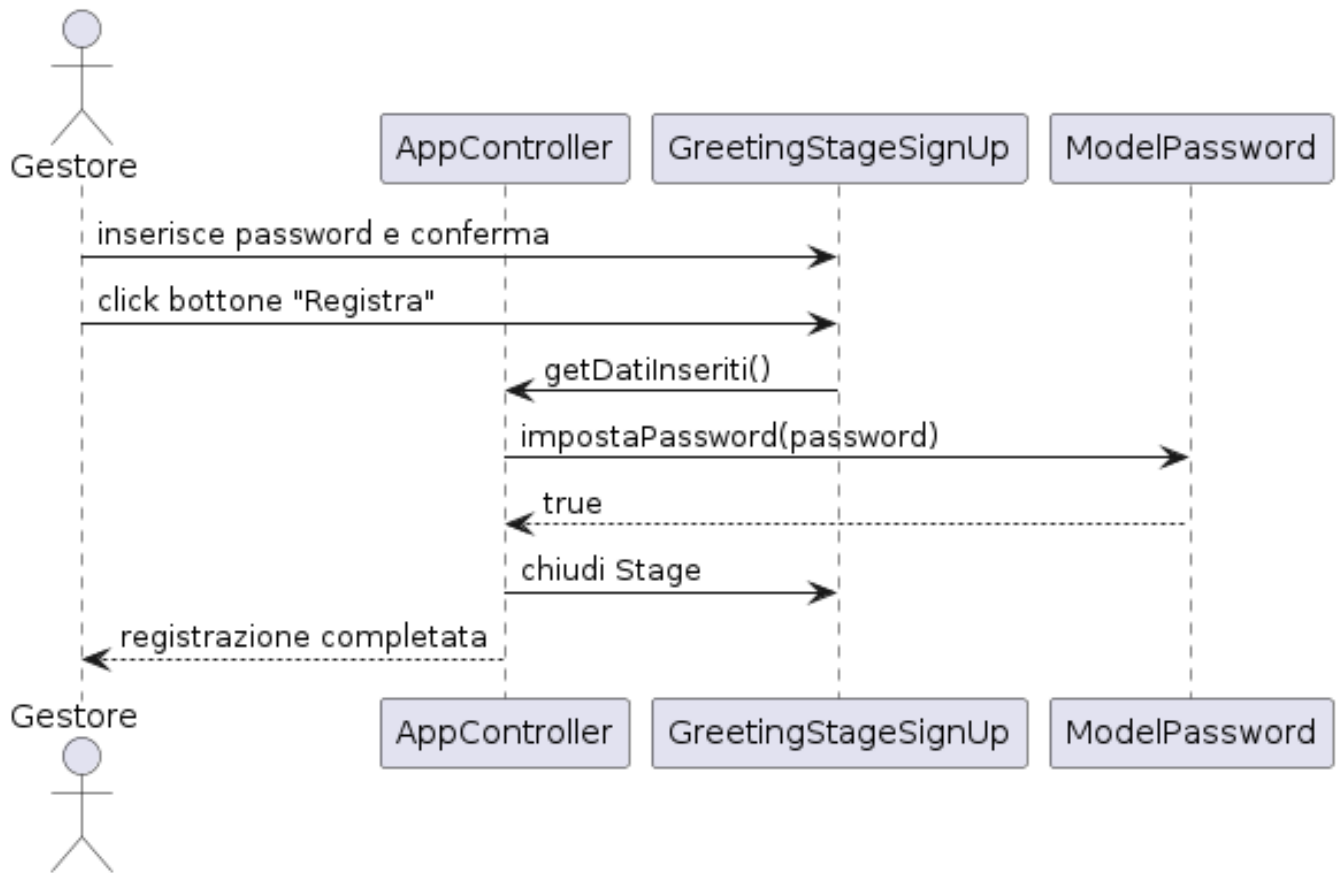 Gestore
AppController
GreetingStageSignUp
ModelPassword
inserisce password e conferma
click bottone "Registra"
getDatiInseriti()
impostaPassword(password)
true
chiudi Stage
registrazione completata
Gestore
AppController
GreetingStageSignUp
ModelPassword